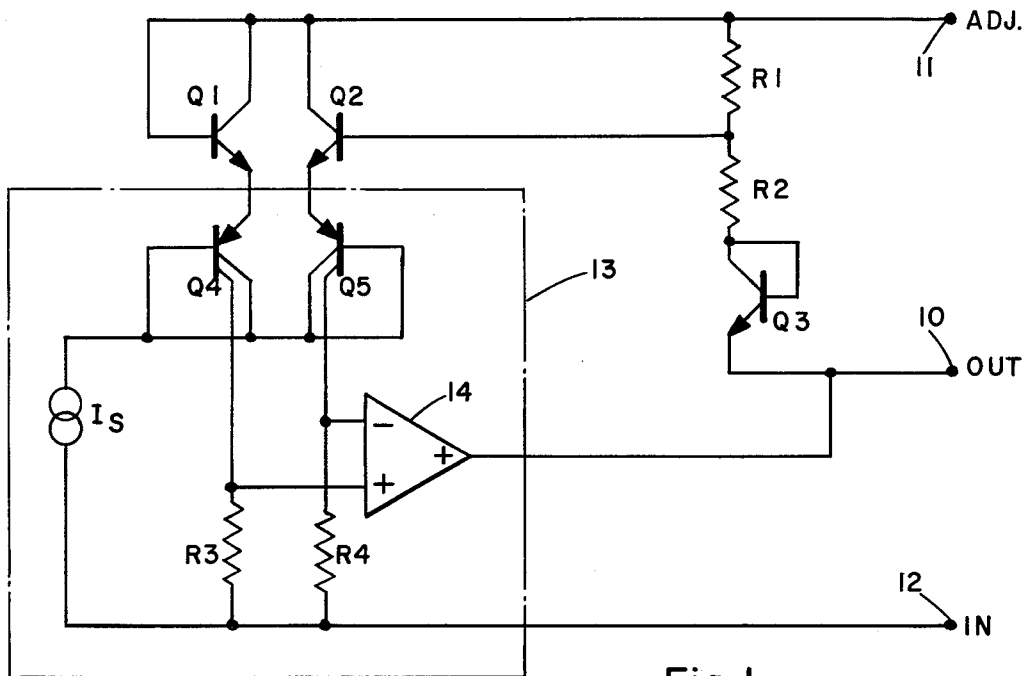 ADJ.
11
Q1
Q2
R1
R2
13
Q4
Q5
Q3
10
OUT
IS
14
−
+
+
R3
R4
12
IN
Fig. 1